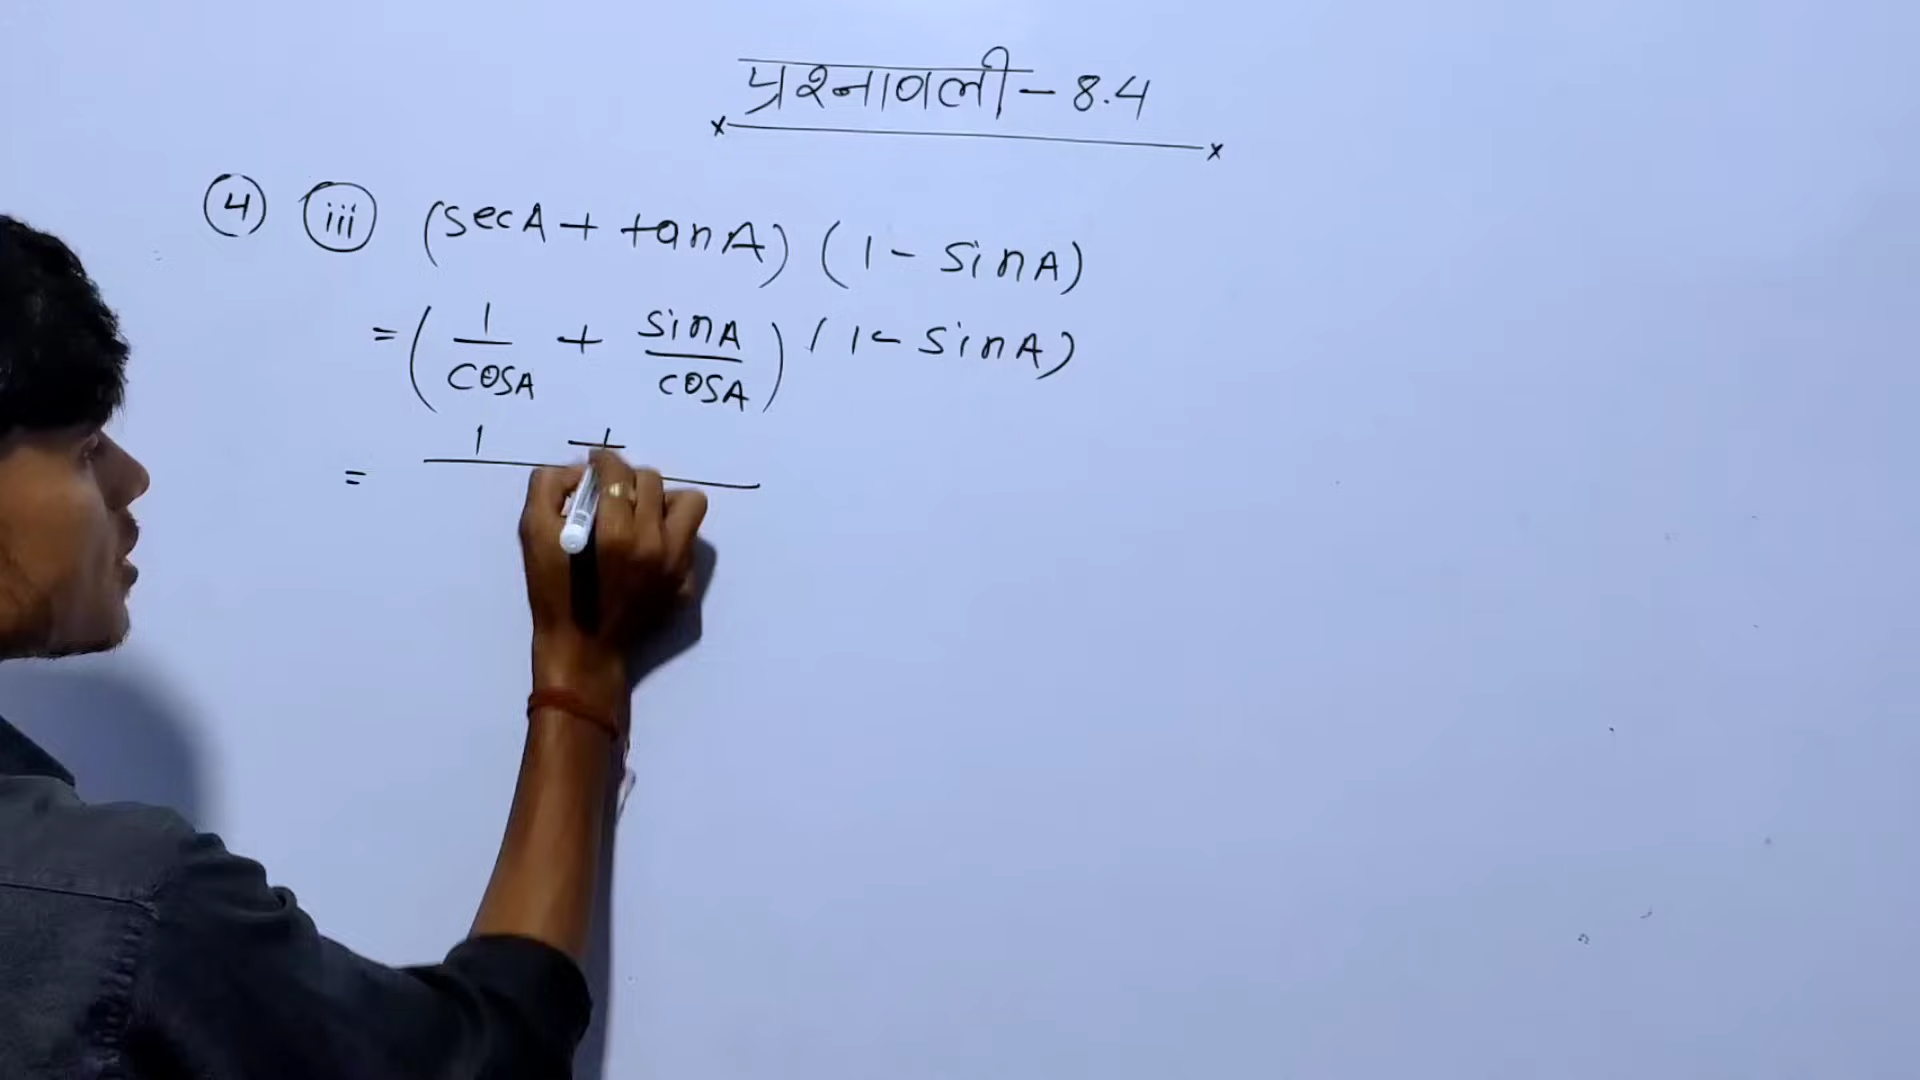 प्रश्नावली - 8.4
4 iii (secA + tanA) (1 - sinA)
= (1/cosA + sinA/cosA) (1 - sinA)
= 1 +